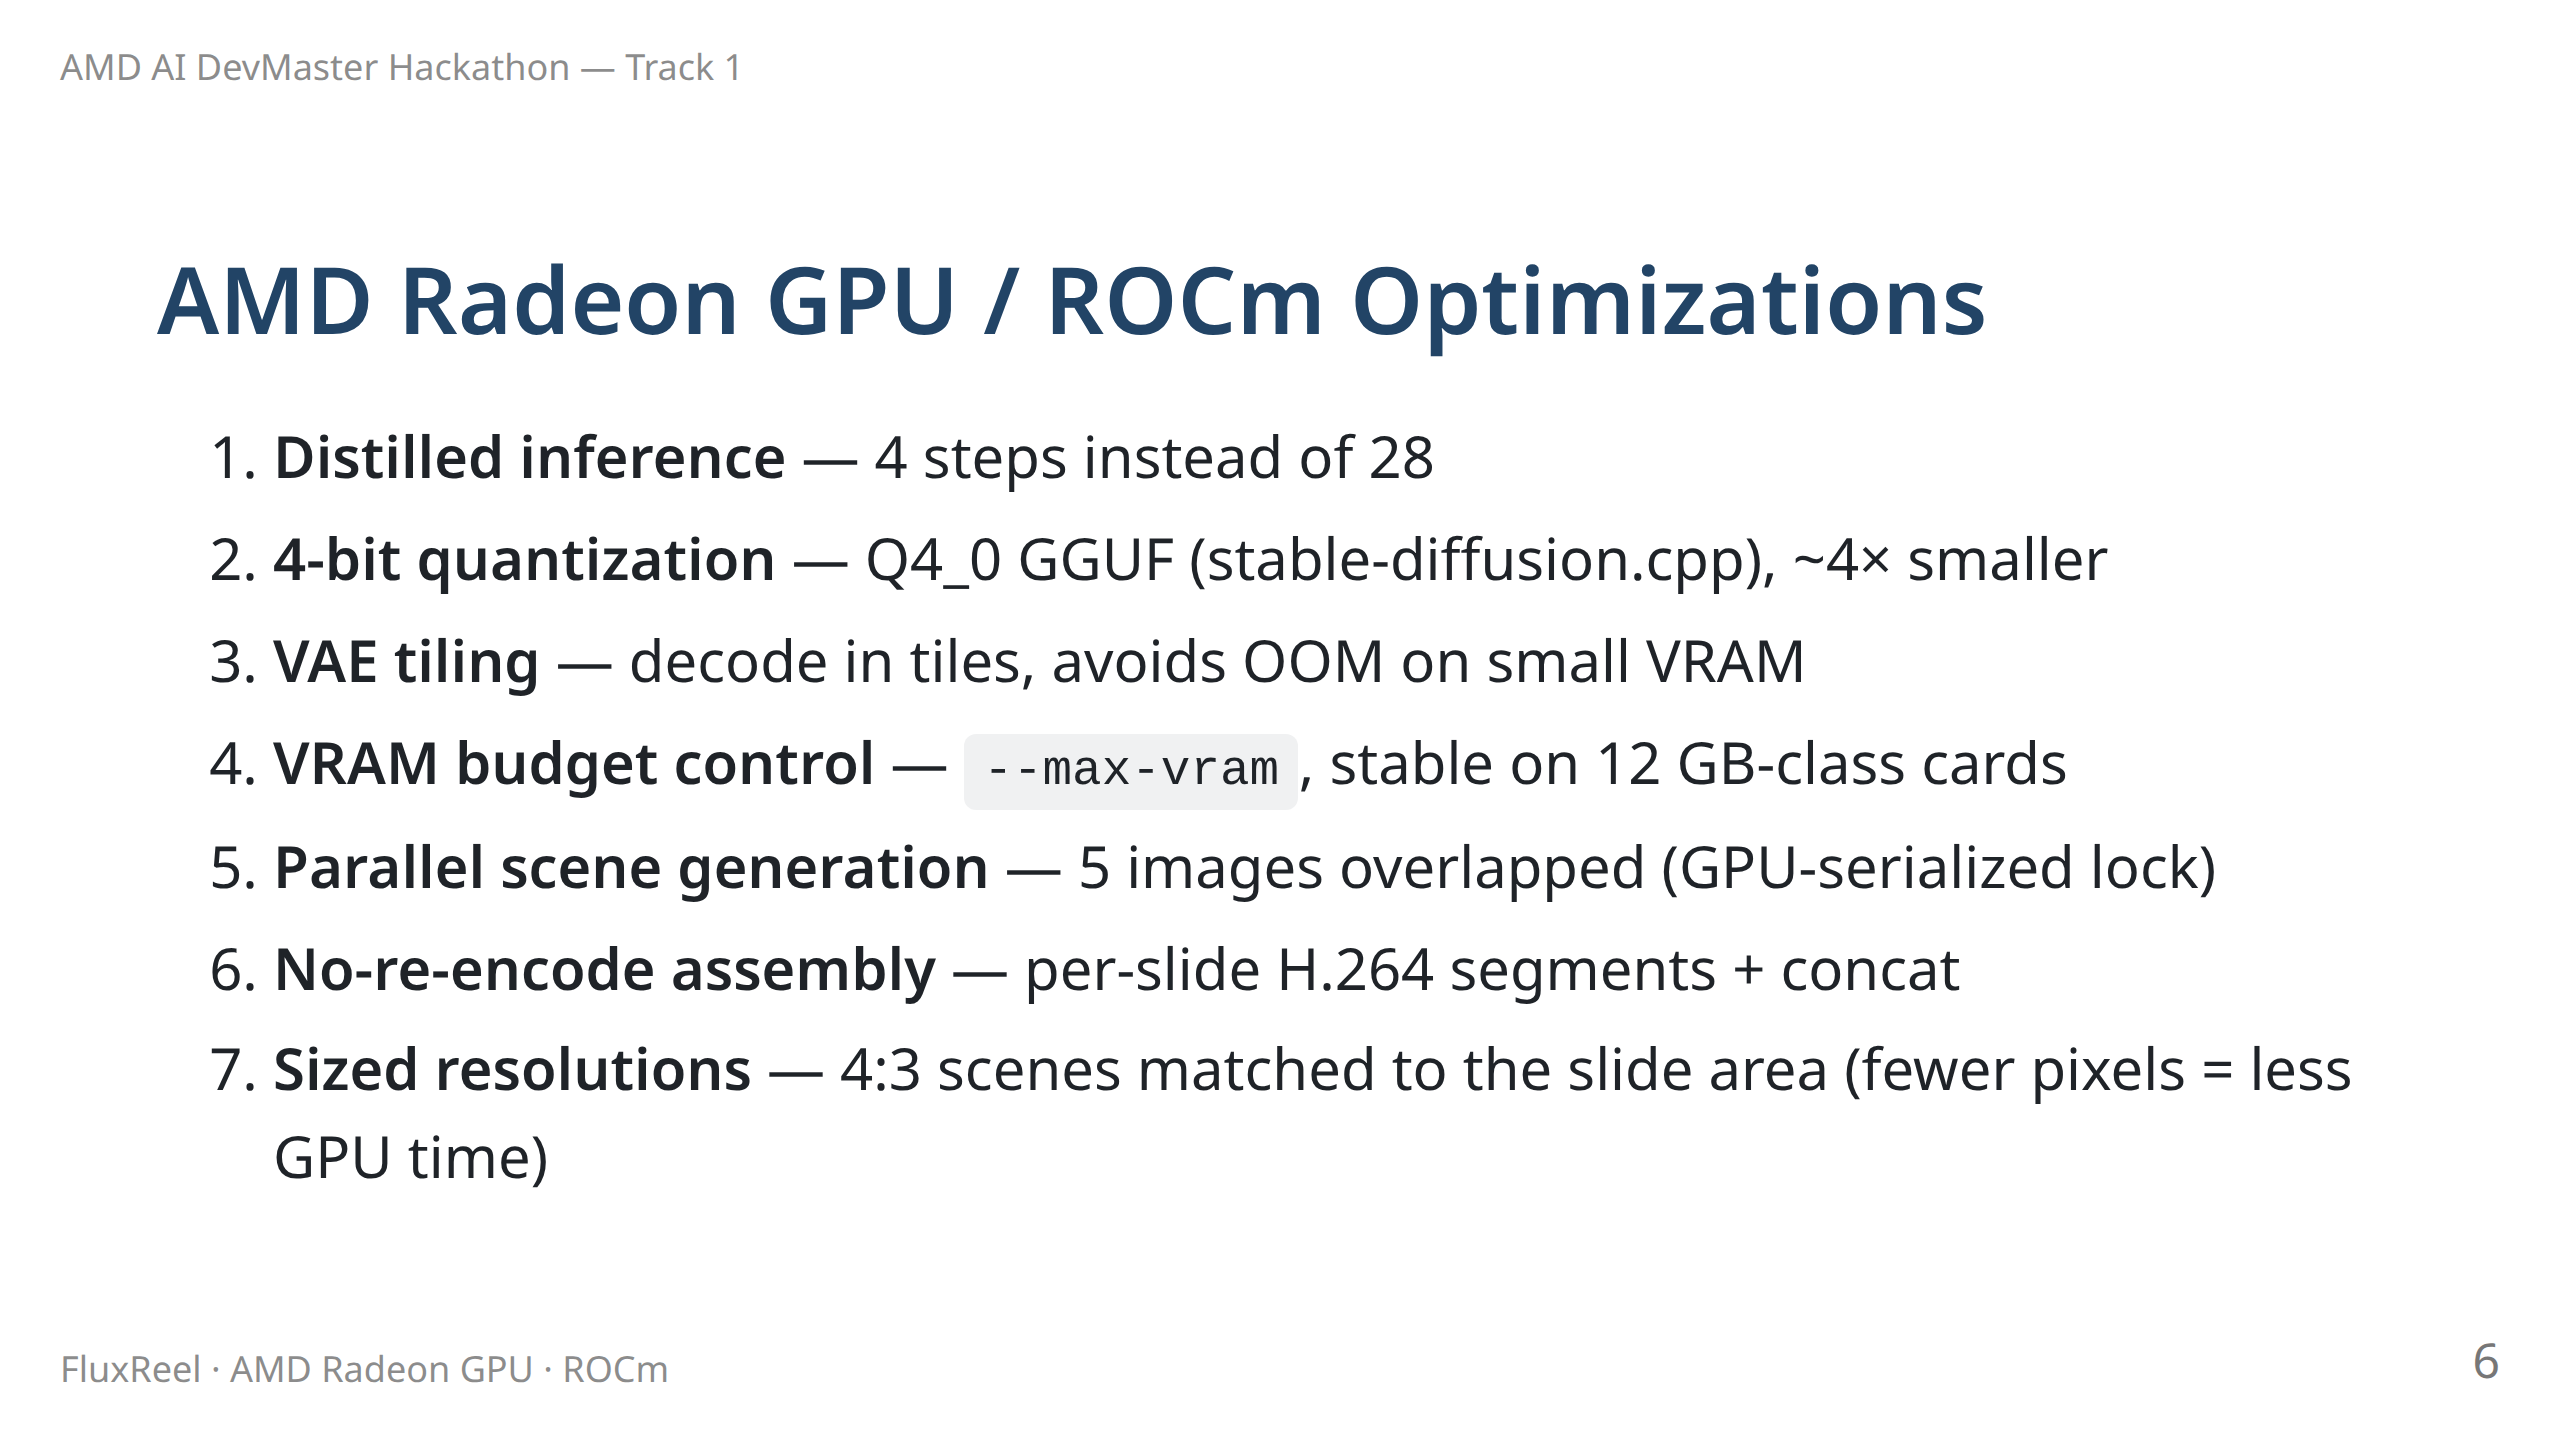 AMD AI DevMaster Hackathon — Track 1
AMD Radeon GPU / ROCm Optimizations
1. Distilled inference — 4 steps instead of 28
2. 4-bit quantization — Q4_0 GGUF (stable-diffusion.cpp), ~4× smaller
3. VAE tiling — decode in tiles, avoids OOM on small VRAM
4. VRAM budget control — --max-vram, stable on 12 GB-class cards
5. Parallel scene generation — 5 images overlapped (GPU-serialized lock)
6. No-re-encode assembly — per-slide H.264 segments + concat
7. Sized resolutions — 4:3 scenes matched to the slide area (fewer pixels = less
GPU time)
FluxReel · AMD Radeon GPU · ROCm
6